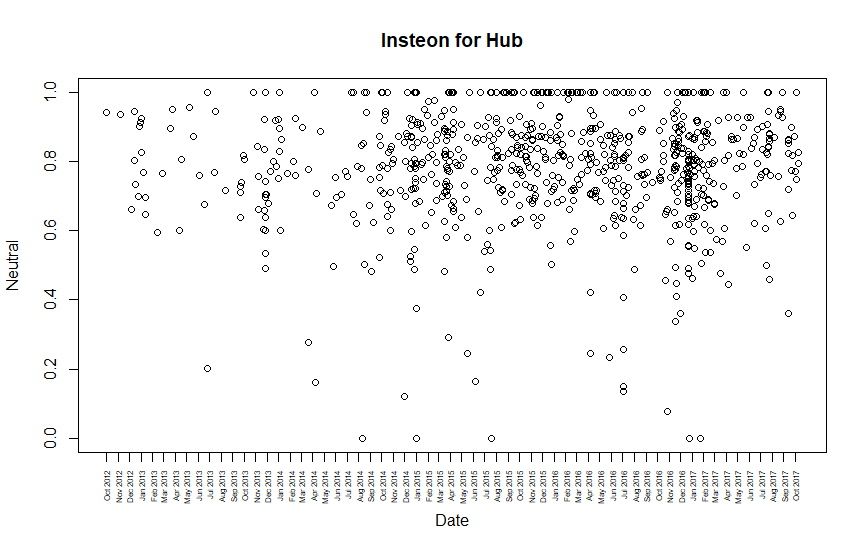 Insteon for Hub
Neutral
1.0
0.8
0.6
0.4
0.2
0.0
Oct 2012 Nov 2012 Dec 2012 Jan 2013 Feb 2013 Mar 2013 Apr 2013 May 2013 Jun 2013 Jul 2013 Aug 2013 Sep 2013 Oct 2013 Nov 2013 Dec 2013 Jan 2014 Feb 2014 Mar 2014 Apr 2014 May 2014 Jun 2014 Jul 2014 Aug 2014 Sep 2014 Oct 2014 Nov 2014 Dec 2014 Jan 2015 Feb 2015 Mar 2015 Apr 2015 May 2015 Jun 2015 Jul 2015 Aug 2015 Sep 2015 Oct 2015 Nov 2015 Dec 2015 Jan 2016 Feb 2016 Mar 2016 Apr 2016 May 2016 Jun 2016 Jul 2016 Aug 2016 Sep 2016 Oct 2016 Nov 2016 Dec 2016 Jan 2017 Feb 2017 Mar 2017 Apr 2017 May 2017 Jun 2017 Jul 2017 Aug 2017 Sep 2017 Oct 2017
Date